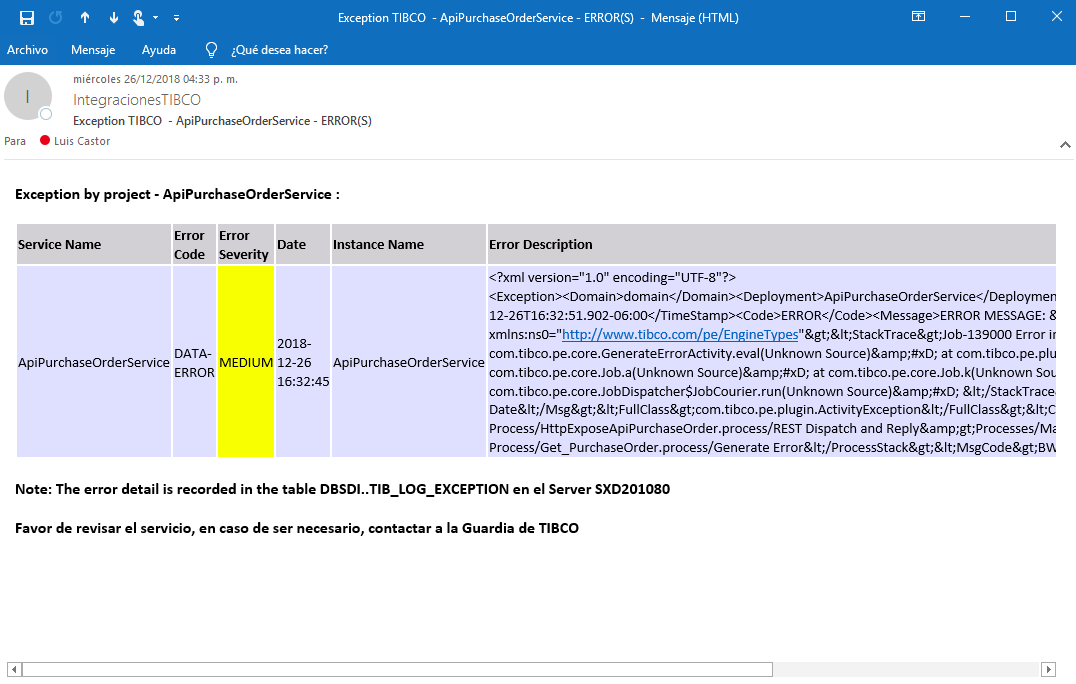 Exception TIBCO - ApiPurchaseOrderService - ERROR(S) - Mensaje (HTML)
Archivo Mensaje Ayuda ¿Qué desea hacer?
I
miércoles 26/12/2018 04:33 p. m.
IntegracionesTIBCO
Exception TIBCO - ApiPurchaseOrderService - ERROR(S)
Para Luis Castor
Exception by project - ApiPurchaseOrderService :
Service Name
Error
Code
Error
Severity
Date
Instance Name
Error Description
ApiPurchaseOrderService
DATA-
ERROR
MEDIUM
2018-
12-26
16:32:45
ApiPurchaseOrderService
<?xml version="1.0" encoding="UTF-8"?>
<Exception><Domain>domain</Domain><Deployment>ApiPurchaseOrderService</Deploymen
12-26T16:32:51.902-06:00</TimeStamp><Code>ERROR</Code><Message>ERROR MESSAGE: &
xmlns:ns0="http://www.tibco.com/pe/EngineTypes"&gt;&lt;StackTrace&gt;Job-139000 Error in
com.tibco.pe.core.GenerateErrorActivity.eval(Unknown Source)&amp;#xD; at com.tibco.pe.plu
com.tibco.pe.core.Job.a(Unknown Source)&amp;#xD; at com.tibco.pe.core.Job.k(Unknown Sou
com.tibco.pe.core.JobDispatcher$JobCourier.run(Unknown Source)&amp;#xD; &lt;/StackTrace
Date&lt;/Msg&gt;&lt;FullClass&gt;com.tibco.pe.plugin.ActivityException&lt;/FullClass&gt;&lt;C
Process/HttpExposeApiPurchaseOrder.process/REST Dispatch and Reply&amp;gt;Processes/Ma
Process/Get_PurchaseOrder.process/Generate Error&lt;/ProcessStack&gt;&lt;MsgCode&gt;BW
Note: The error detail is recorded in the table DBSDI..TIB_LOG_EXCEPTION en el Server SXD201080
Favor de revisar el servicio, en caso de ser necesario, contactar a la Guardia de TIBCO